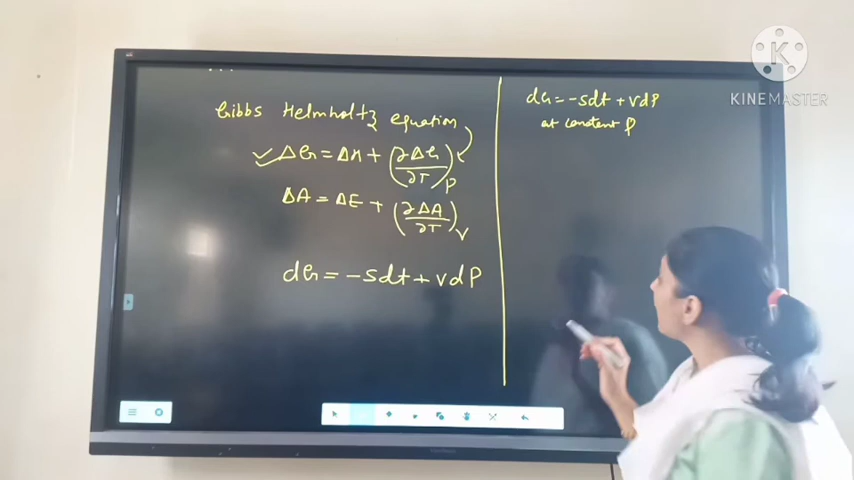 Gibbs Helmholtz equation
ΔG = ΔH + (∂ΔG/∂T)P
ΔA = ΔE + (∂ΔA/∂T)V
dG = -sdt + vdP
dG = -sdt + vdP
at constant P
KINEMASTER